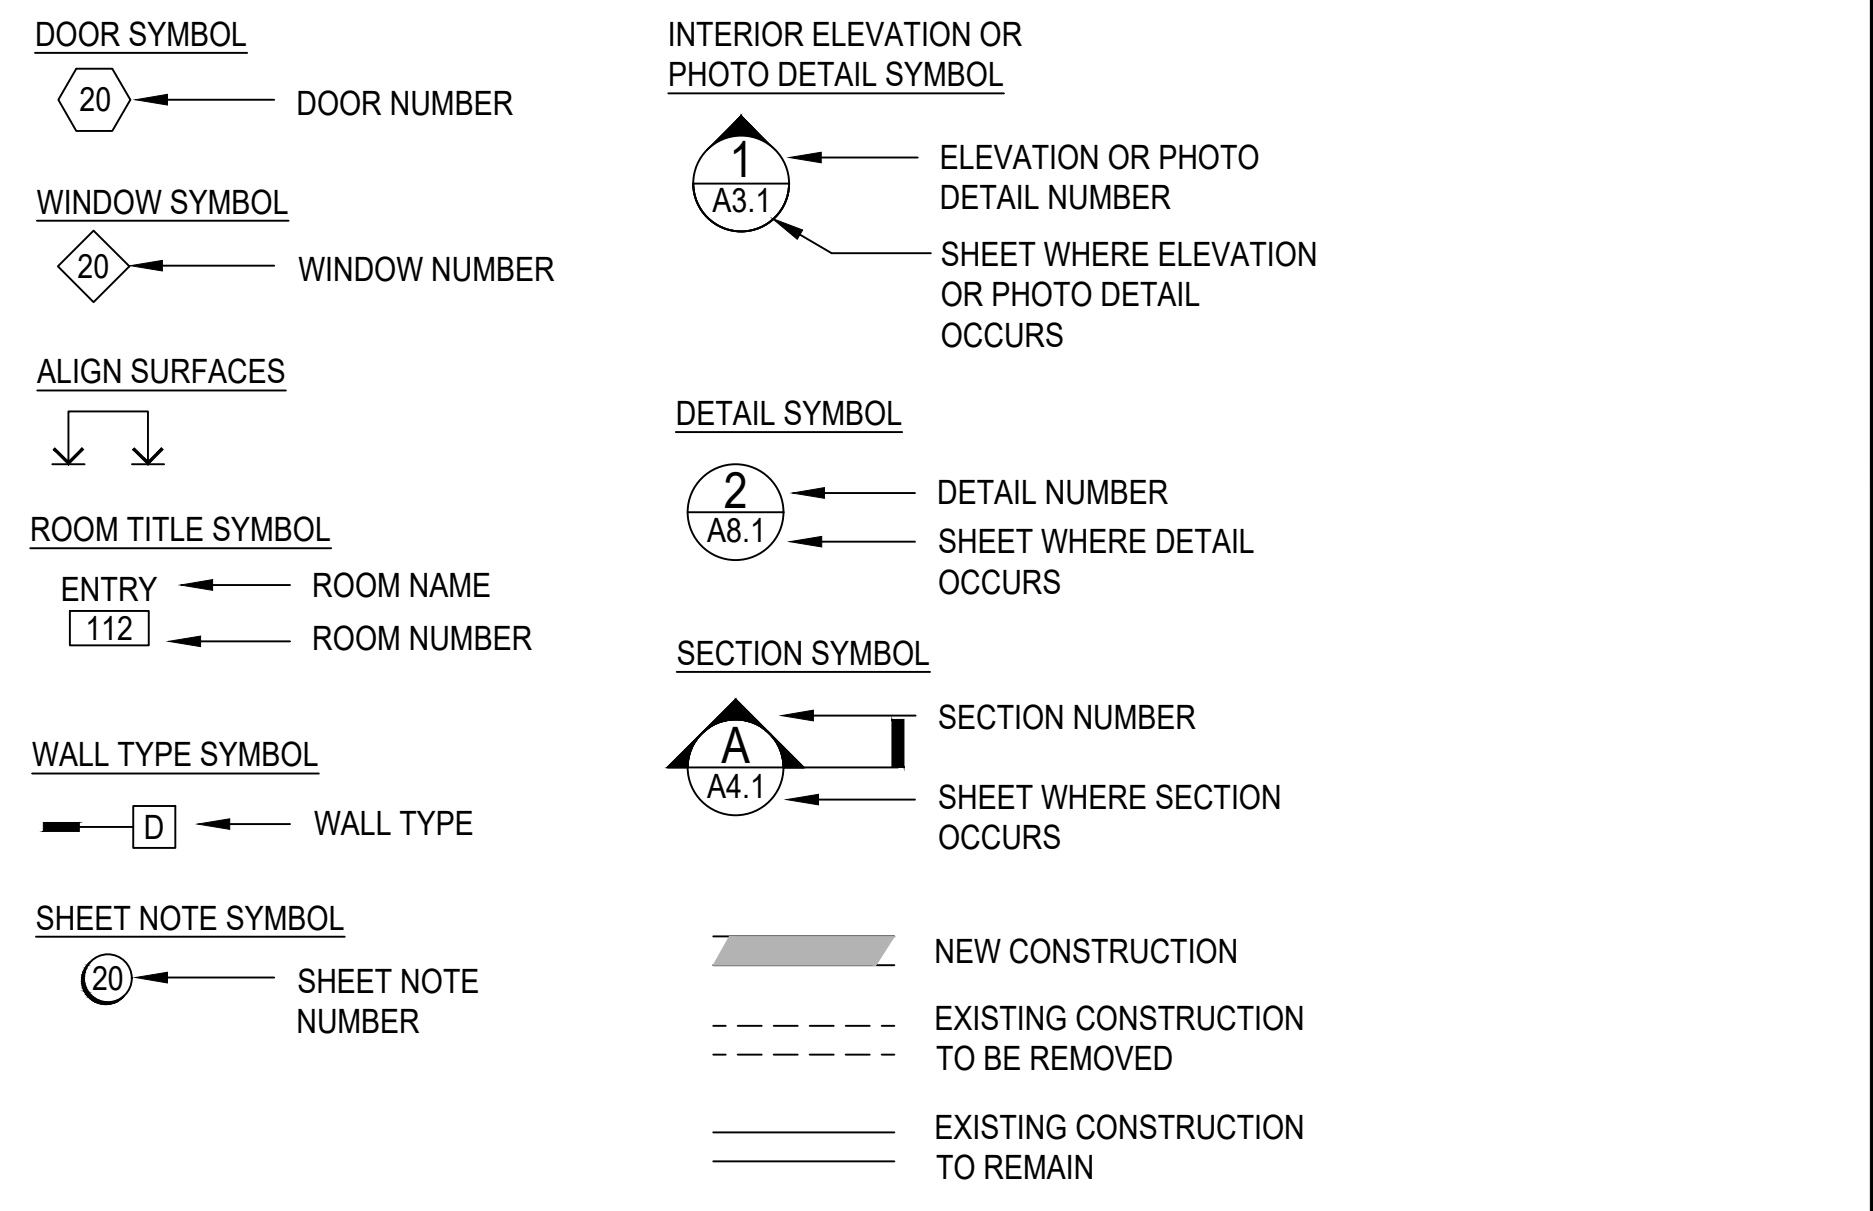 DOOR SYMBOL
20
DOOR NUMBER
WINDOW SYMBOL
20
WINDOW NUMBER
ALIGN SURFACES
ROOM TITLE SYMBOL
ENTRY
ROOM NAME
112
ROOM NUMBER
WALL TYPE SYMBOL
D
WALL TYPE
SHEET NOTE SYMBOL
20
SHEET NOTE
NUMBER
INTERIOR ELEVATION OR
PHOTO DETAIL SYMBOL
1
A3.1
ELEVATION OR PHOTO
DETAIL NUMBER
SHEET WHERE ELEVATION
OR PHOTO DETAIL
OCCURS
DETAIL SYMBOL
2
A8.1
DETAIL NUMBER
SHEET WHERE DETAIL
OCCURS
SECTION SYMBOL
A
A4.1
SECTION NUMBER
SHEET WHERE SECTION
OCCURS
NEW CONSTRUCTION
EXISTING CONSTRUCTION
TO BE REMOVED
EXISTING CONSTRUCTION
TO REMAIN